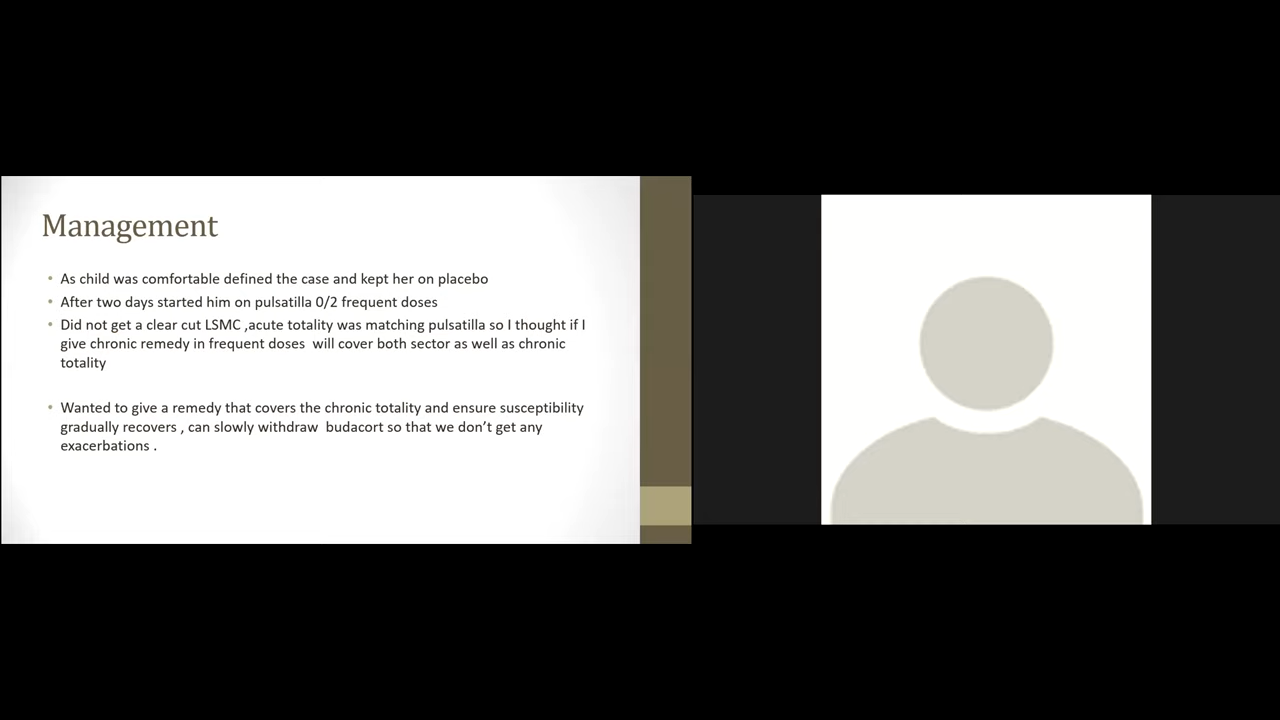 Management
• As child was comfortable defined the case and kept her on placebo
• After two days started him on pulsatilla 0/2 frequent doses
• Did not get a clear cut LSMC ,acute totality was matching pulsatilla so I thought if I
give chronic remedy in frequent doses  will cover both sector as well as chronic
totality
• Wanted to give a remedy that covers the chronic totality and ensure susceptibility
gradually recovers , can slowly withdraw  budacort so that we don’t get any
exacerbations .